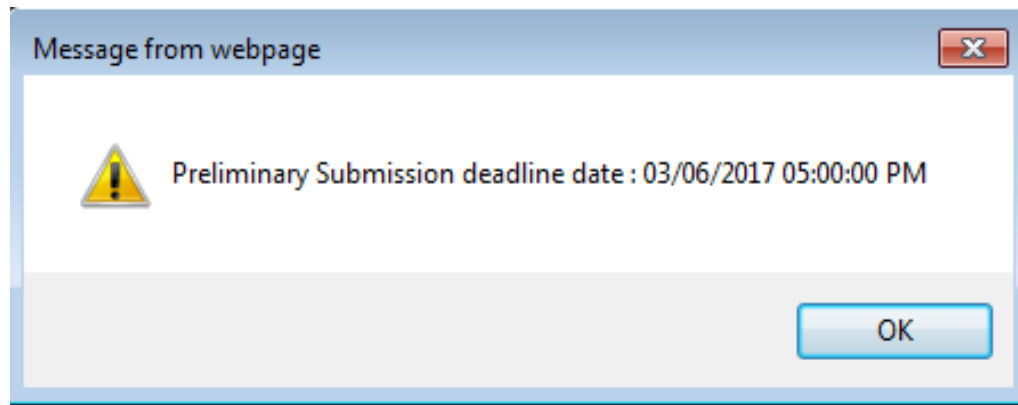 Message from webpage
Preliminary Submission deadline date : 03/06/2017 05:00:00 PM
OK